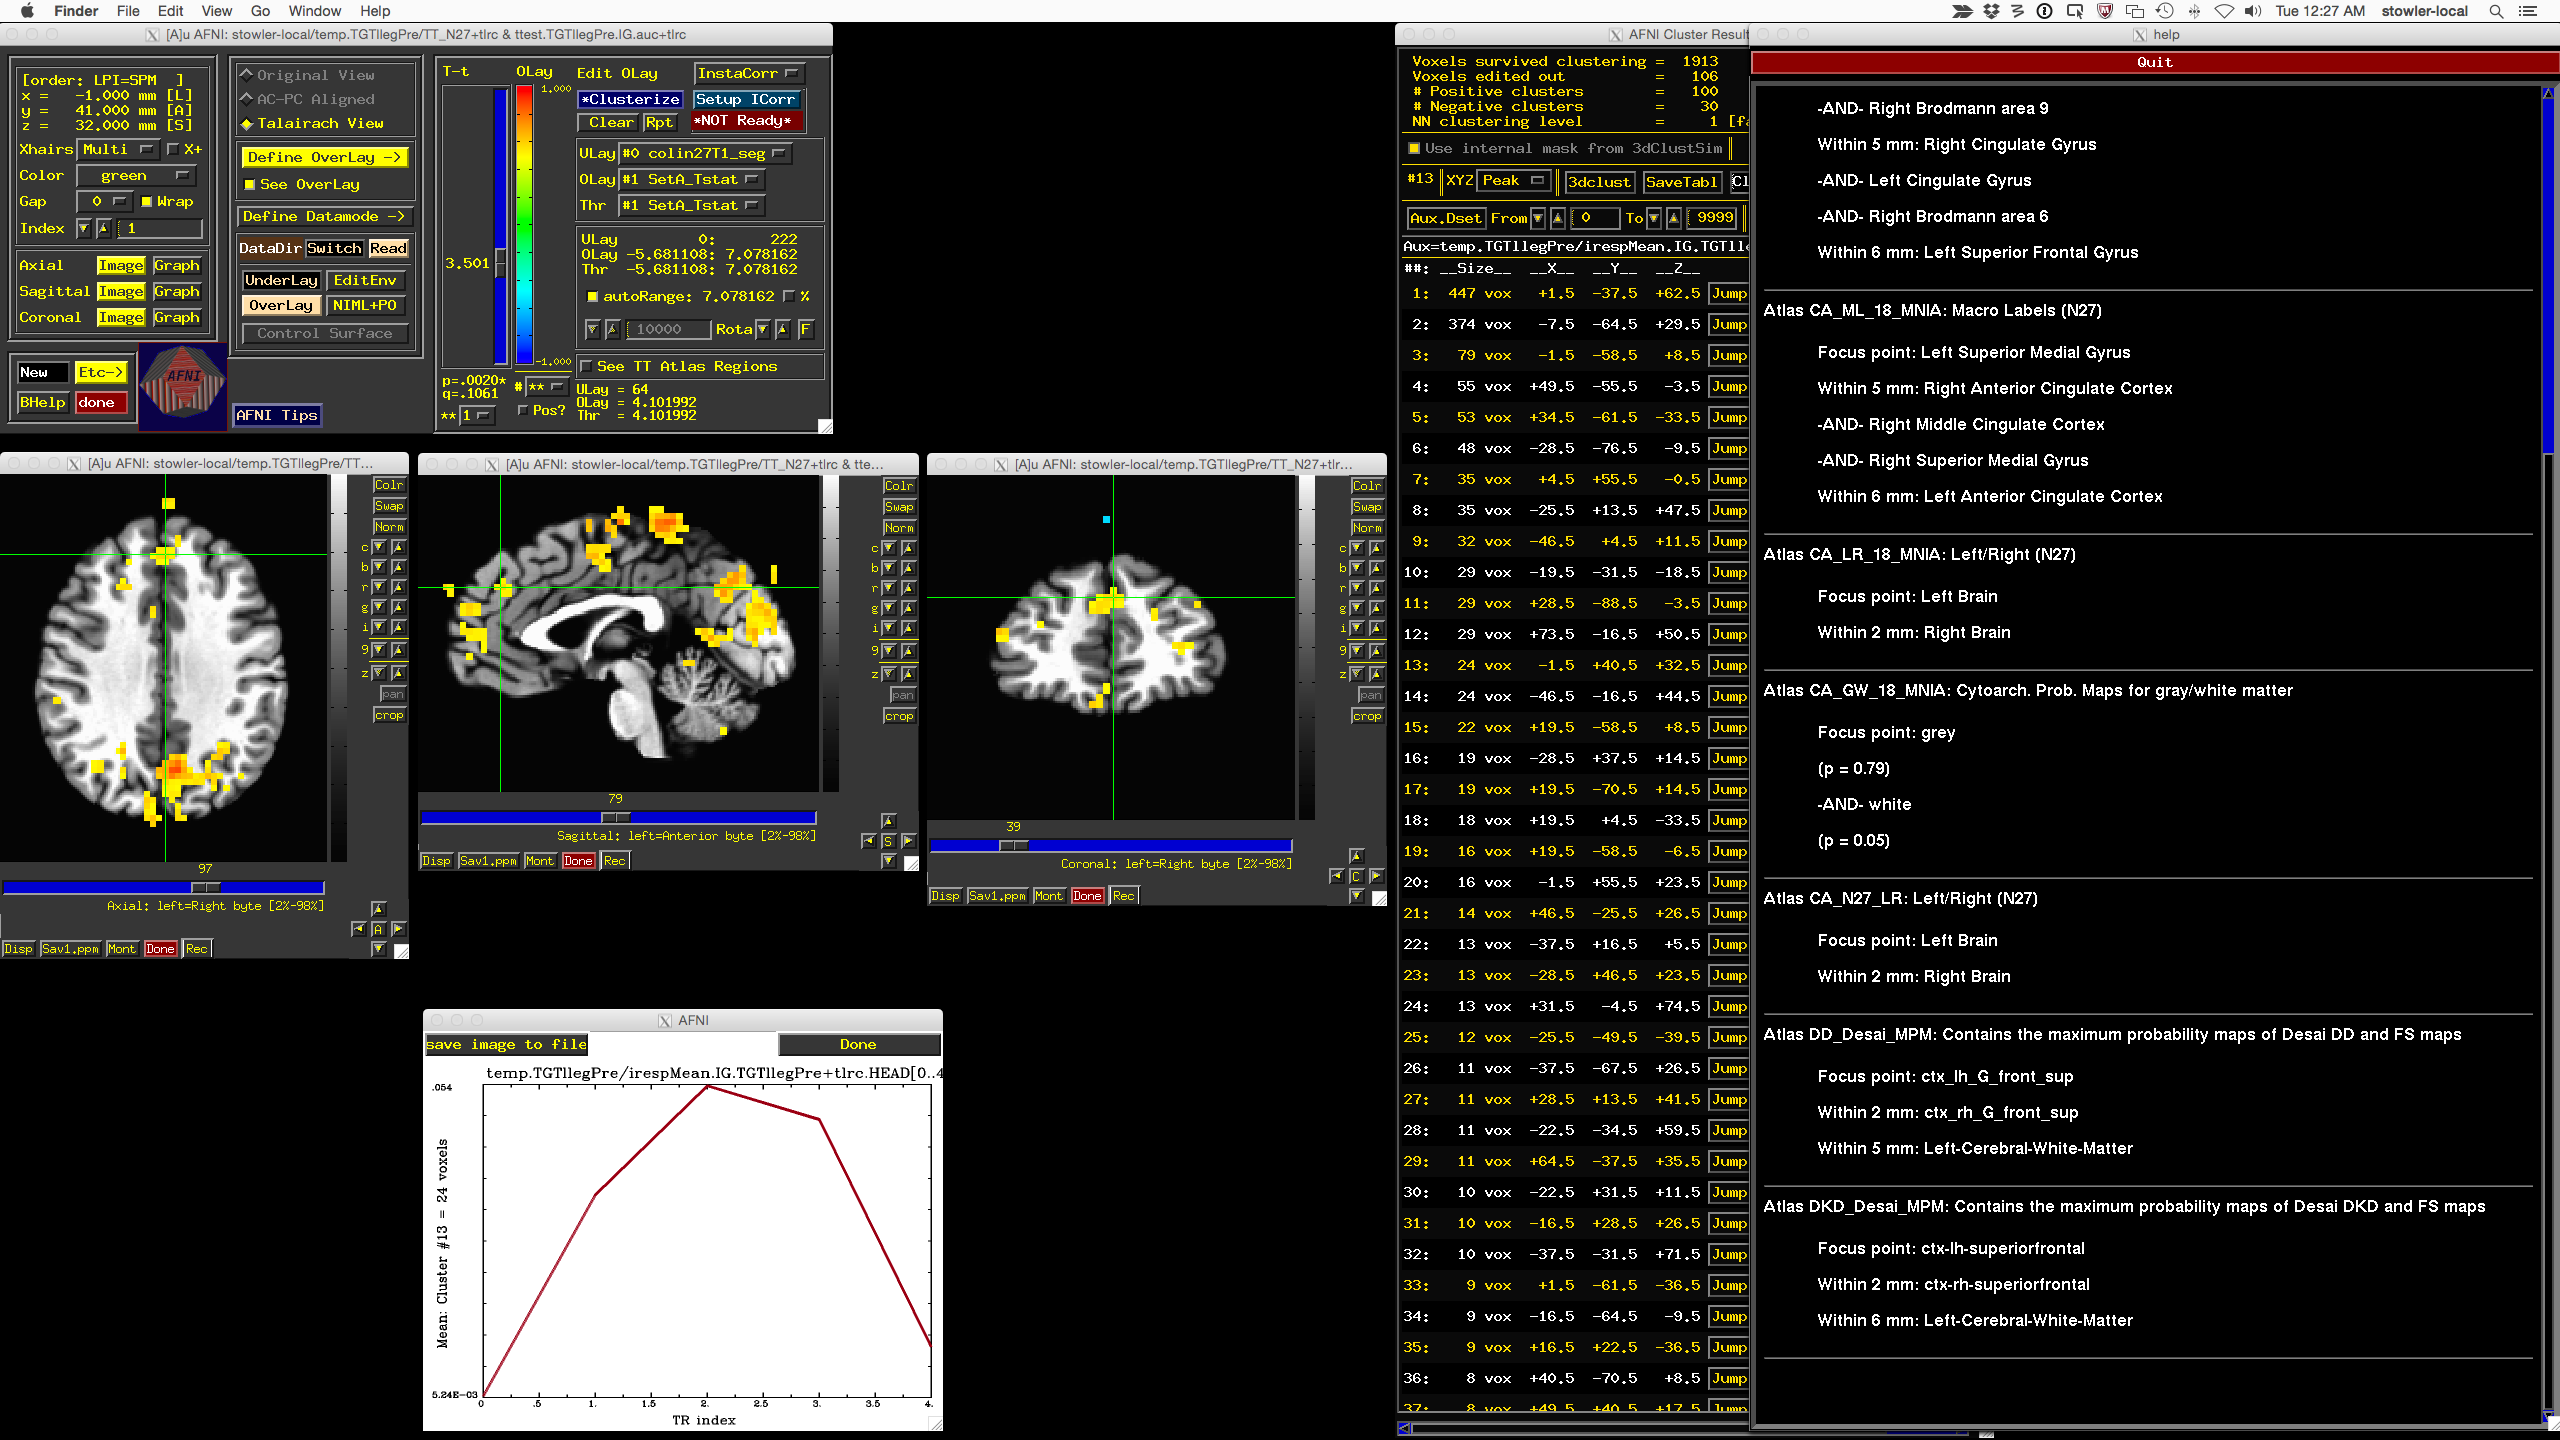 Finder File Edit View Go Window Help
Tue 12:27 AM stowler-local
[A]u AFNI: stowler-local/temp.TGTllegPre/TT_N27+tlrc & ttest.TGTllegPre.IG.auc+tlrc
[order: LPI=SPM ]
x = -1.000 mm [L]
y = 41.000 mm [A]
z = 32.000 mm [S]
Xhairs Multi X+
Color green
Gap 0 Wrap
Index 1
Axial Image Graph
Sagittal Image Graph
Coronal Image Graph
New Etc->
BHelp done
AFNI
Original View
AC-PC Aligned
Talairach View
Define OverLay ->
See OverLay
Define Datamode ->
DataDir Switch Read
UnderLay EditEnv
OverLay NIML+PO
Control Surface
AFNI Tips
T-t
3.501
p=.0020*
q=.1061
** 1
OLay
1.000
-1.000
# **
Pos?
Edit OLay InstaCorr
*Clusterize Setup ICorr
Clear Rpt *NOT Ready*
ULay #0 colin27T1_seg
OLay #1 SetA_Tstat
Thr #1 SetA_Tstat
ULay 0: 222
OLay -5.681108: 7.078162
Thr -5.681108: 7.078162
autoRange: 7.078162 %
10000 Rota F
See TT Atlas Regions
ULay = 64
OLay = 4.101992
Thr = 4.101992
[A]u AFNI: stowler-local/temp.TGTllegPre/TT...
Colr
Swap
Norm
c
b
r
g
i
9
z
pan
crop
97
Axial: left=Right byte [2%-98%]
A
Disp Sav1.ppm Mont Done Rec
[A]u AFNI: stowler-local/temp.TGTllegPre/TT_N27+tlrc & tte...
Colr
Swap
Norm
c
b
r
g
i
9
z
pan
crop
79
Sagittal: left=Anterior byte [2%-98%]
S
Disp Sav1.ppm Mont Done Rec
[A]u AFNI: stowler-local/temp.TGTllegPre/TT_N27+tlr...
Colr
Swap
Norm
c
b
r
g
i
9
z
pan
crop
39
Coronal: left=Right byte [2%-98%]
C
Disp Sav1.ppm Mont Done Rec
AFNI
save image to file Done
temp.TGTllegPre/irespMean.IG.TGTllegPre+tlrc.HEAD[0..4
.054
Mean: Cluster #13 = 24 voxels
5.24E-03
0 .5 1. 1.5 2. 2.5 3. 3.5 4.
TR index
AFNI Cluster Result
Voxels survived clustering = 1913
Voxels edited out = 106
# Positive clusters = 100
# Negative clusters = 30
NN clustering level = 1 [fa
Use internal mask from 3dClustSim
#13 XYZ Peak 3dclust SaveTabl Cl
Aux.Dset From 0 To 9999
Aux=temp.TGTllegPre/irespMean.IG.TGTlle
##: __Size__ __X__ __Y__ __Z__
1: 447 vox +1.5 -37.5 +62.5 Jump
2: 374 vox -7.5 -64.5 +29.5 Jump
3: 79 vox -1.5 -58.5 +8.5 Jump
4: 55 vox +49.5 -55.5 -3.5 Jump
5: 53 vox +34.5 -61.5 -33.5 Jump
6: 48 vox -28.5 -76.5 -9.5 Jump
7: 35 vox +4.5 +55.5 -0.5 Jump
8: 35 vox -25.5 +13.5 +47.5 Jump
9: 32 vox -46.5 +4.5 +11.5 Jump
10: 29 vox -19.5 -31.5 -18.5 Jump
11: 29 vox +28.5 -88.5 -3.5 Jump
12: 29 vox +73.5 -16.5 +50.5 Jump
13: 24 vox -1.5 +40.5 +32.5 Jump
14: 24 vox -46.5 -16.5 +44.5 Jump
15: 22 vox +19.5 -58.5 +8.5 Jump
16: 19 vox -28.5 +37.5 +14.5 Jump
17: 19 vox +19.5 -70.5 +14.5 Jump
18: 18 vox +19.5 +4.5 -33.5 Jump
19: 16 vox +19.5 -58.5 -6.5 Jump
20: 16 vox -1.5 +55.5 +23.5 Jump
21: 14 vox +46.5 -25.5 +26.5 Jump
22: 13 vox -37.5 +16.5 +5.5 Jump
23: 13 vox -28.5 +46.5 +23.5 Jump
24: 13 vox +31.5 -4.5 +74.5 Jump
25: 12 vox -25.5 -49.5 -39.5 Jump
26: 11 vox -37.5 -67.5 +26.5 Jump
27: 11 vox +28.5 +13.5 +41.5 Jump
28: 11 vox -22.5 -34.5 +59.5 Jump
29: 11 vox +64.5 -37.5 +35.5 Jump
30: 10 vox -22.5 +31.5 +11.5 Jump
31: 10 vox -16.5 +28.5 +26.5 Jump
32: 10 vox -37.5 -31.5 +71.5 Jump
33: 9 vox +1.5 -61.5 -36.5 Jump
34: 9 vox -16.5 -64.5 -9.5 Jump
35: 9 vox +16.5 +22.5 -36.5 Jump
36: 8 vox +40.5 -70.5 +8.5 Jump
37: 8 vox +49.5 +40.5 +17.5 Jump
help
Quit
-AND- Right Brodmann area 9
Within 5 mm: Right Cingulate Gyrus
-AND- Left Cingulate Gyrus
-AND- Right Brodmann area 6
Within 6 mm: Left Superior Frontal Gyrus
Atlas CA_ML_18_MNIA: Macro Labels (N27)
Focus point: Left Superior Medial Gyrus
Within 5 mm: Right Anterior Cingulate Cortex
-AND- Right Middle Cingulate Cortex
-AND- Right Superior Medial Gyrus
Within 6 mm: Left Anterior Cingulate Cortex
Atlas CA_LR_18_MNIA: Left/Right (N27)
Focus point: Left Brain
Within 2 mm: Right Brain
Atlas CA_GW_18_MNIA: Cytoarch. Prob. Maps for gray/white matter
Focus point: grey
(p = 0.79)
-AND- white
(p = 0.05)
Atlas CA_N27_LR: Left/Right (N27)
Focus point: Left Brain
Within 2 mm: Right Brain
Atlas DD_Desai_MPM: Contains the maximum probability maps of Desai DD and FS maps
Focus point: ctx_lh_G_front_sup
Within 2 mm: ctx_rh_G_front_sup
Within 5 mm: Left-Cerebral-White-Matter
Atlas DKD_Desai_MPM: Contains the maximum probability maps of Desai DKD and FS maps
Focus point: ctx-lh-superiorfrontal
Within 2 mm: ctx-rh-superiorfrontal
Within 6 mm: Left-Cerebral-White-Matter